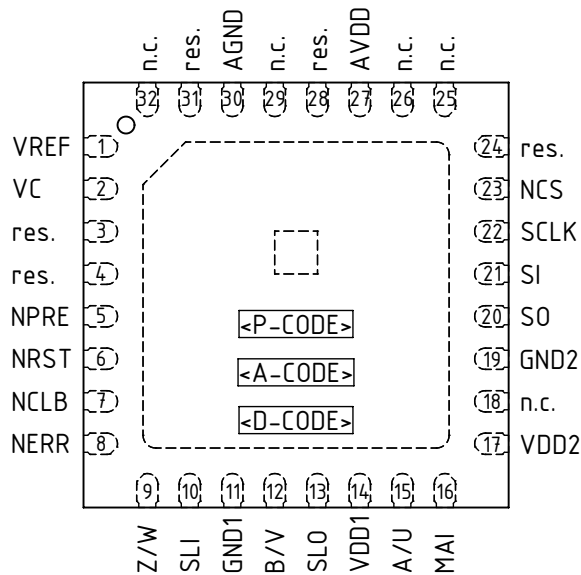 n.c. res. AGND n.c. res. AVDD n.c. n.c.
32 31 30 29 28 27 26 25
VREF 1
VC 2
res. 3
res. 4
NPRE 5
NRST 6
NCLB 7
NERR 8
24 res.
23 NCS
22 SCLK
21 SI
20 SO
19 GND2
18 n.c.
17 VDD2
<P-CODE>
<A-CODE>
<D-CODE>
9 10 11 12 13 14 15 16
Z/W SLI GND1 B/V SLO VDD1 A/U MAI